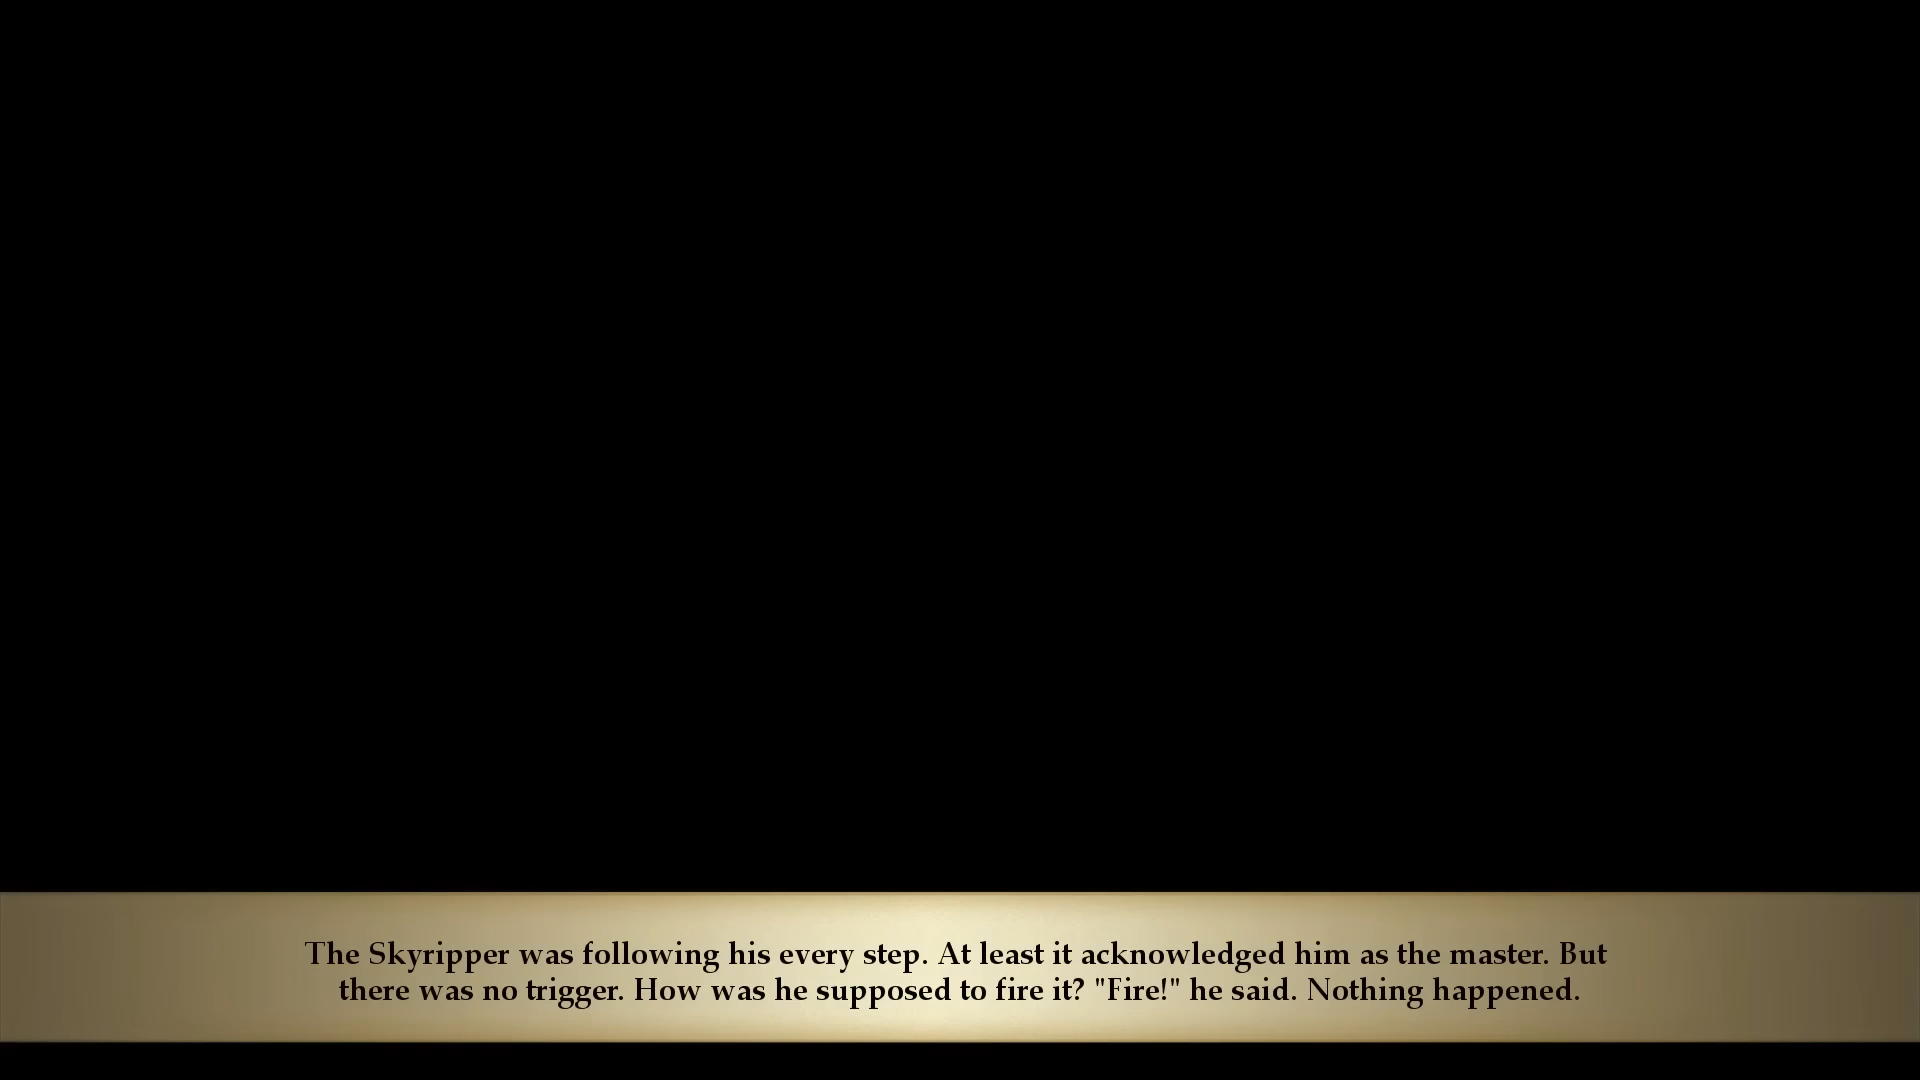 The Skyripper was following his every step. At least it acknowledged him as the master. But
there was no trigger. How was he supposed to fire it? "Fire!" he said. Nothing happened.